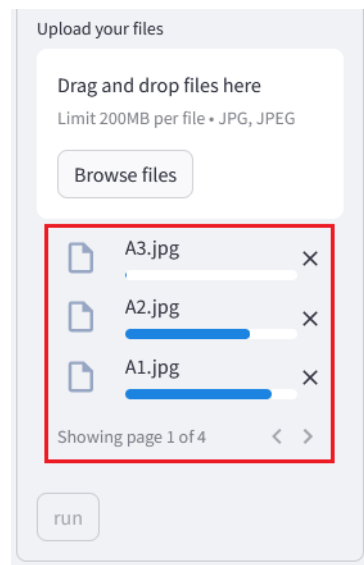 Upload your files
Drag and drop files here
Limit 200MB per file • JPG, JPEG
Browse files
A3.jpg
A2.jpg
A1.jpg
Showing page 1 of 4
run